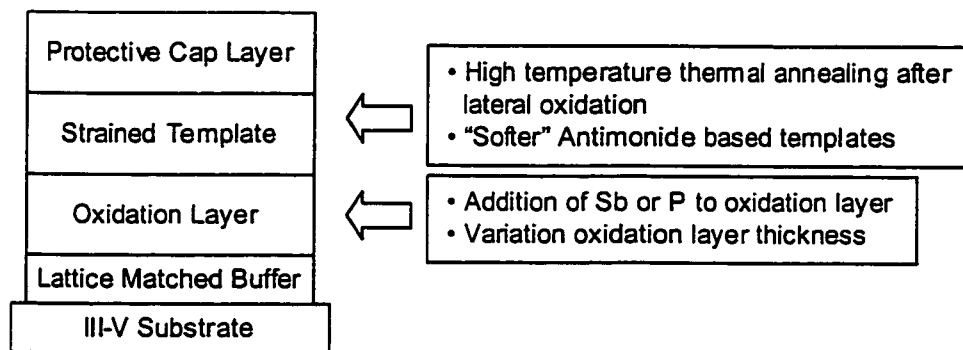 Protective Cap Layer
Strained Template
Oxidation Layer
Lattice Matched Buffer
III-V Substrate
• High temperature thermal annealing after
lateral oxidation
• "Softer" Antimonide based templates
• Addition of Sb or P to oxidation layer
• Variation oxidation layer thickness